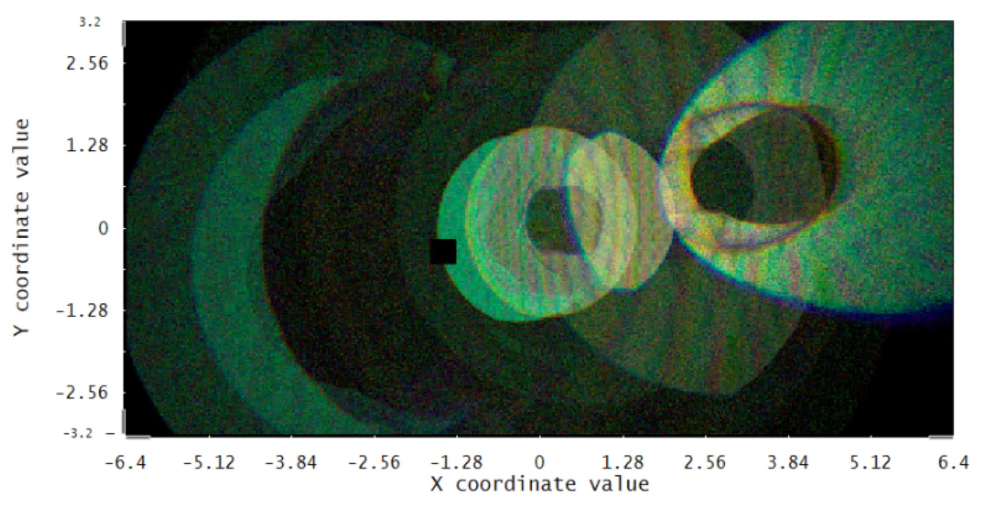 3.2
2.56
1.28
0
-1.28
-2.56
-3.2
Y coordinate value
-6.4 -5.12 -3.84 -2.56 -1.28 0 1.28 2.56 3.84 5.12 6.4
X coordinate value